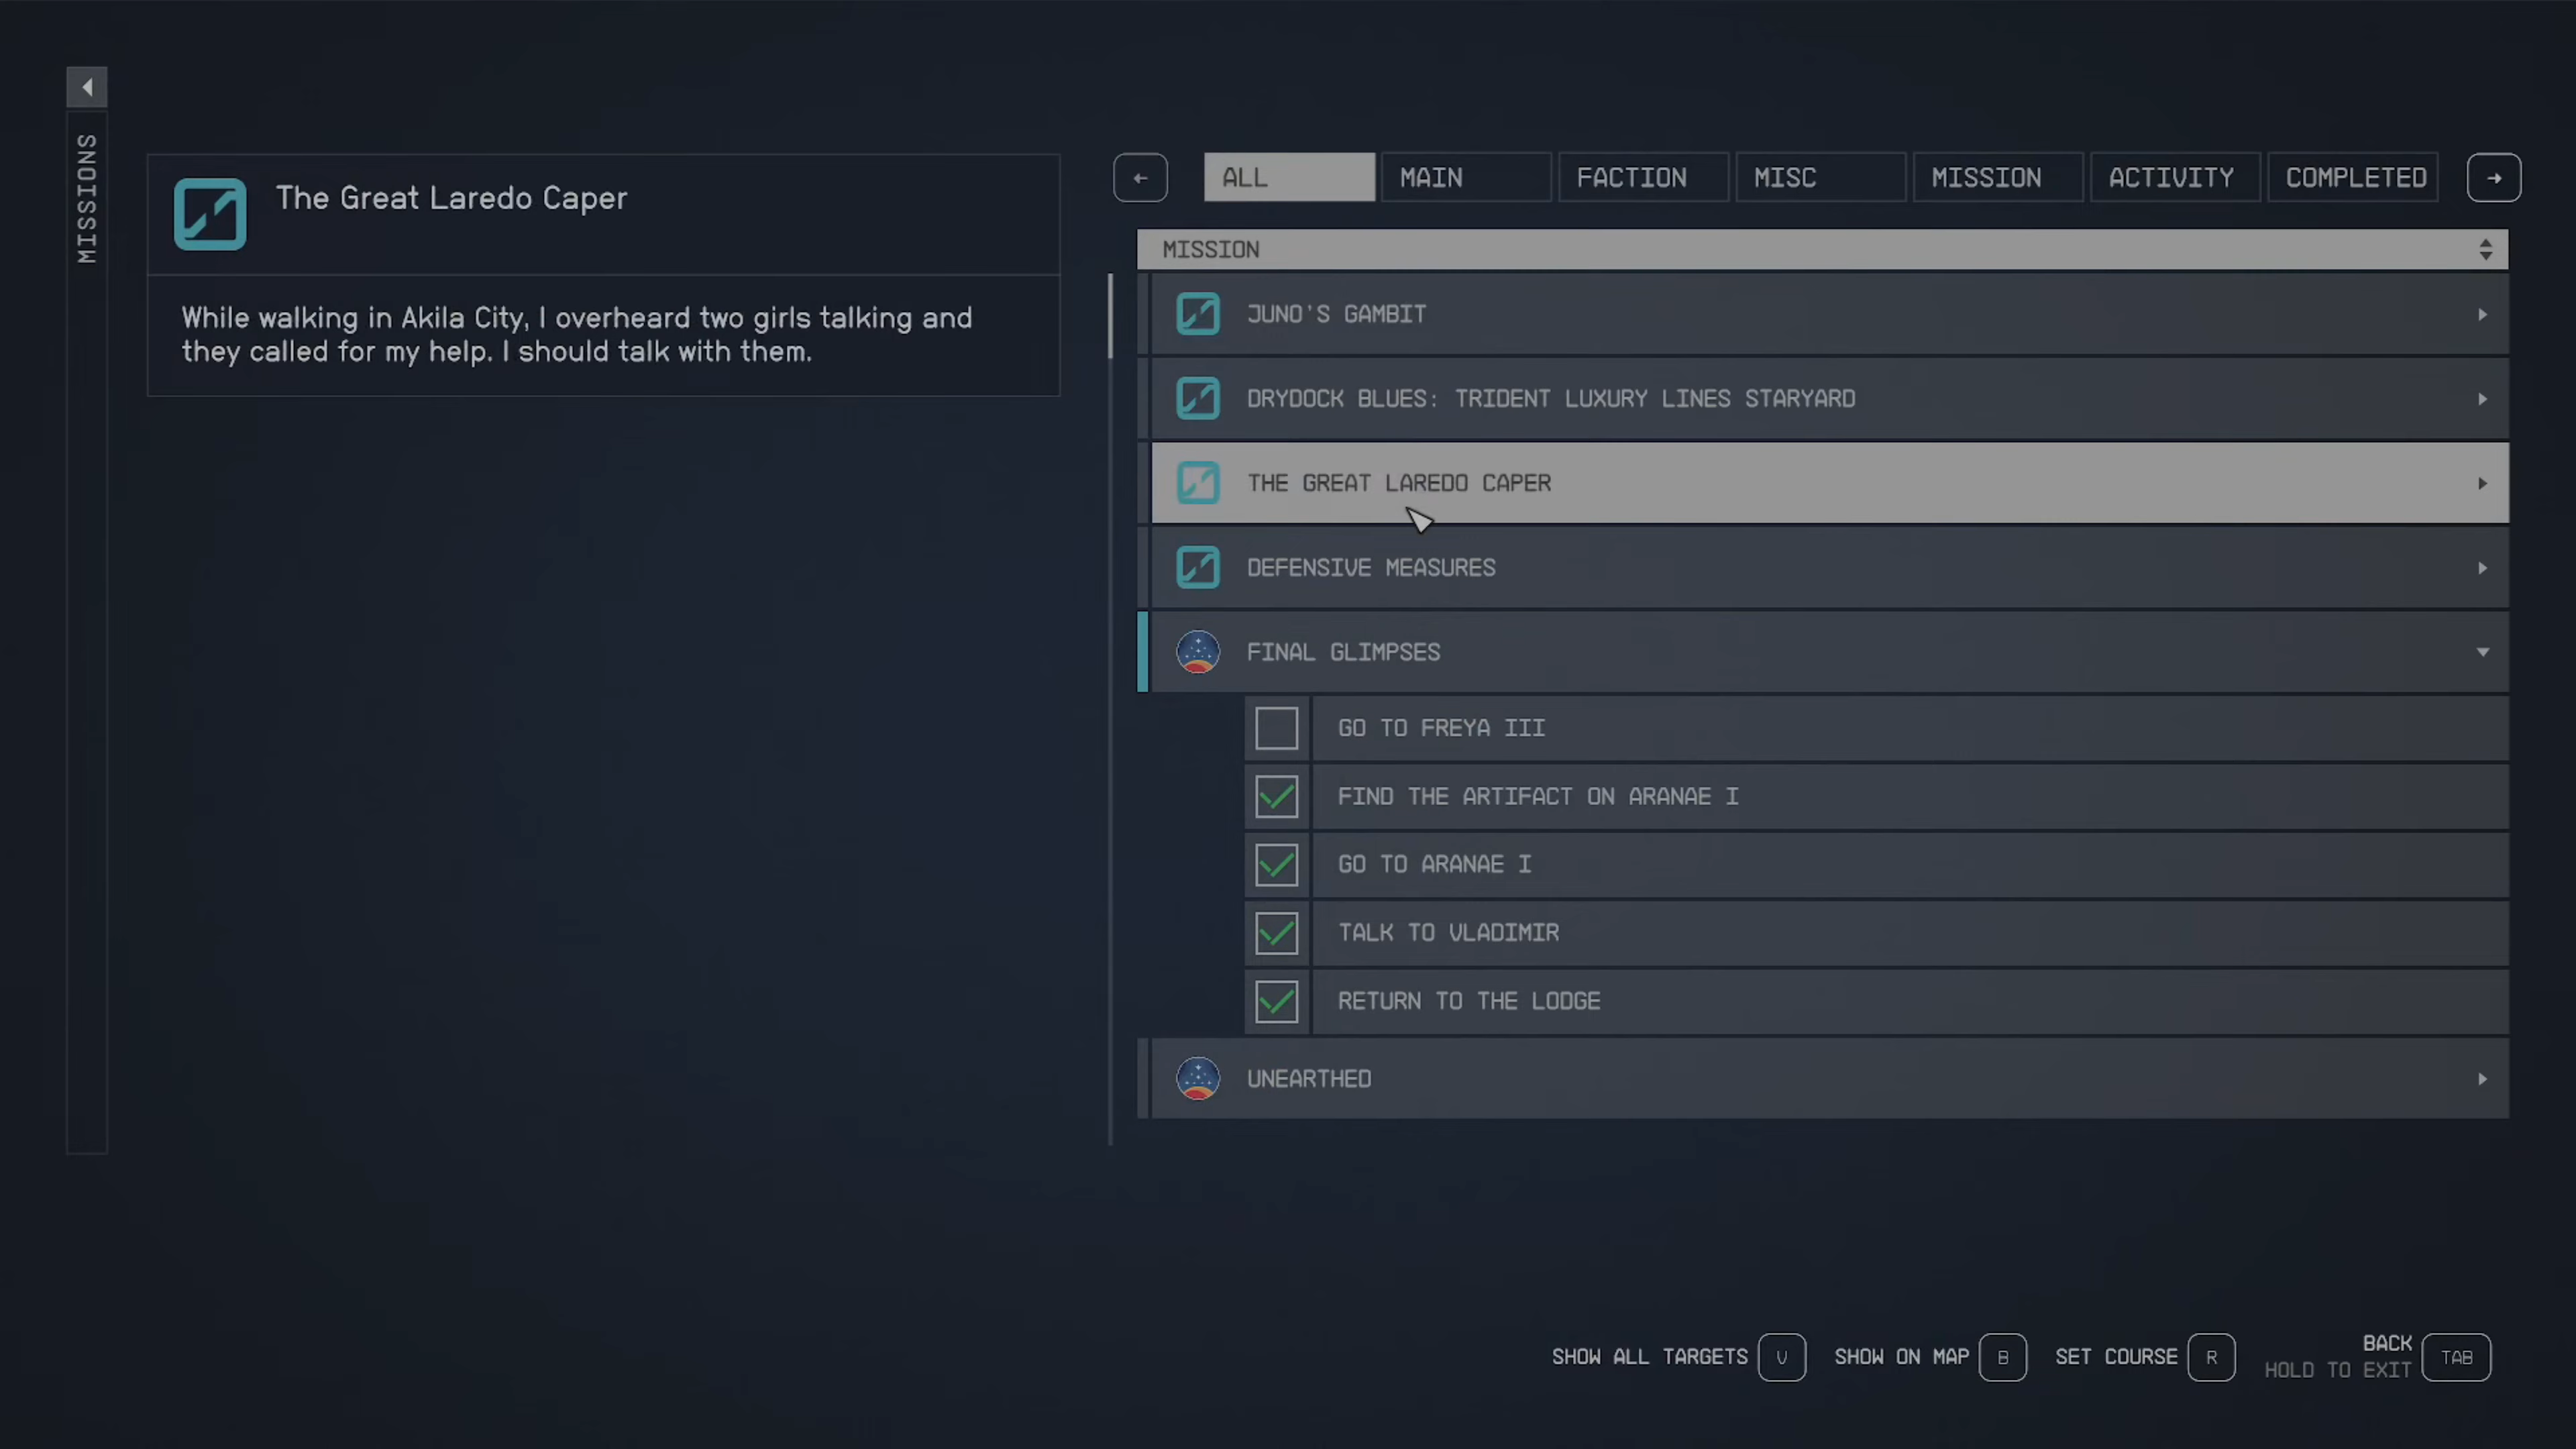 MISSIONS
The Great Laredo Caper
While walking in Akila City, I overheard two girls talking and
they called for my help. I should talk with them.
ALL
MAIN
FACTION
MISC
MISSION
ACTIVITY
COMPLETED
MISSION
JUNO'S GAMBIT
DRYDOCK BLUES: TRIDENT LUXURY LINES STARYARD
THE GREAT LAREDO CAPER
DEFENSIVE MEASURES
FINAL GLIMPSES
GO TO FREYA III
FIND THE ARTIFACT ON ARANAE I
GO TO ARANAE I
TALK TO VLADIMIR
RETURN TO THE LODGE
UNEARTHED
SHOW ALL TARGETS V
SHOW ON MAP B
SET COURSE R
BACK
HOLD TO EXIT
TAB